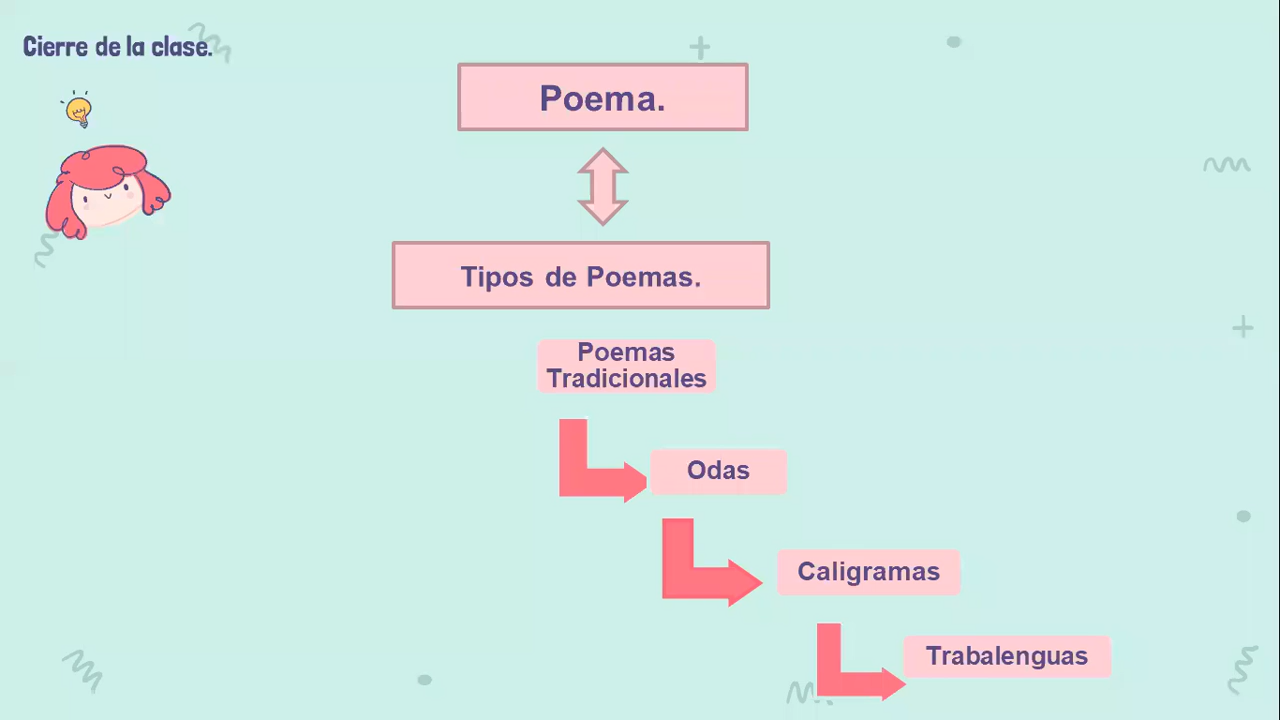 Cierre de la clase.
Poema.
Tipos de Poemas.
Poemas
Tradicionales
Odas
Caligramas
Trabalenguas